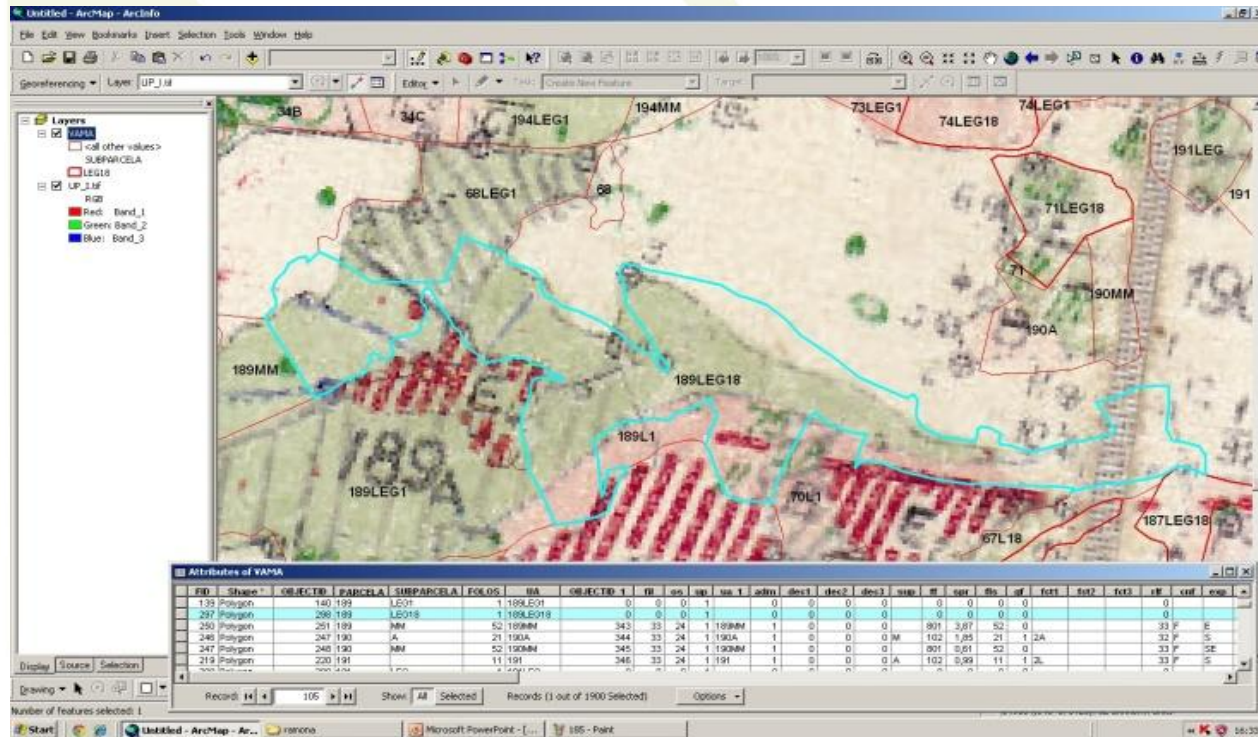 Untitled - ArcMap - ArcInfo
File Edit View Bookmarks Insert Selection Tools Window Help
Georeferencing Layer: UP_I.tif Editor Task: Create New Feature Target:
Layers
VAMA
<all other values>
SUBPARCELA
LEG18
UP_I.tif
RGB
Red: Band_1
Green: Band_2
Blue: Band_3
34B
34C
194LEG1
194MM
73LEG1
74LEG18
74LEG1
191LEG
191
68LEG1
68
71LEG18
71
190MM
190A
189MM
189LEG18
189L1
189A
189LEG1
70L1
67L18
187LEG18
Attributes of VAMA
FID Shape * OBJECTID PARCELA SUBPARCELA FOLOS UA OBJECTID_1 fil os up ua_1 adm des1 des2 des3 sup ff spr fls gf fct1 fct2 fct3 clf cnf exp
139 Polygon 140 189 LEG1 1 189LEG1 0 0 0 1 0 0 0 0 0 0 0 0 0
297 Polygon 298 189 LEG18 1 189LEG18 0 0 0 1 0 0 0 0 0 0 0 0 0
250 Polygon 251 189 MM 52 189MM 343 33 24 1 189MM 1 0 0 0 801 3,87 52 0 33 F E
246 Polygon 247 190 A 21 190A 344 33 24 1 190A 1 0 0 0 M 102 1,85 21 1 2A 32 F S
247 Polygon 248 190 MM 52 190MM 345 33 24 1 190MM 1 0 0 0 801 0,61 52 0 33 F SE
219 Polygon 220 191 11 191 346 33 24 1 191 1 0 0 0 A 102 0,99 11 1 2L 33 F S
Display Source Selection
Record: 105 Show: All Selected Records (1 out of 1900 Selected) Options
Drawing
Number of features selected: 1
Start Untitled - ArcMap - Ar... ramona Microsoft PowerPoint - [... 185 - Paint